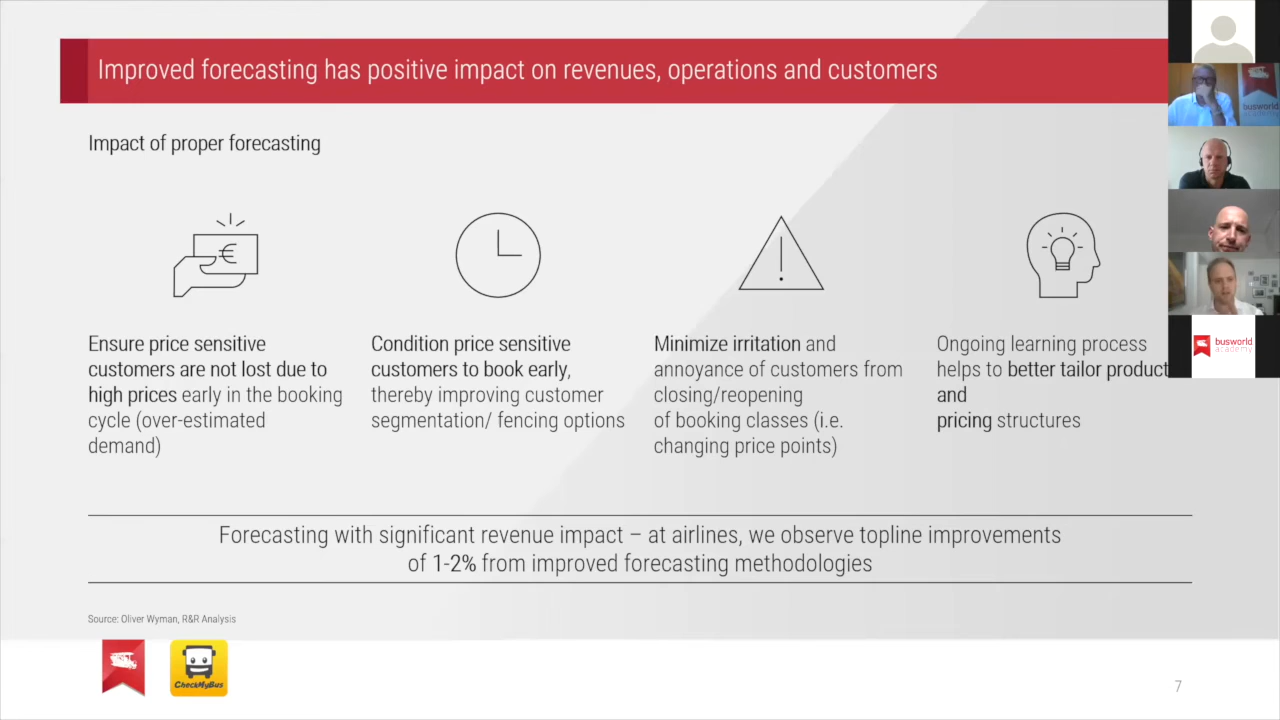 Improved forecasting has positive impact on revenues, operations and customers
Impact of proper forecasting
€
Ensure price sensitive
customers are not lost due to
high prices early in the booking
cycle (over-estimated
demand)
Condition price sensitive
customers to book early,
thereby improving customer
segmentation/ fencing options
Minimize irritation and
annoyance of customers from
closing/reopening
of booking classes (i.e.
changing price points)
Ongoing learning process
helps to better tailor product
and
pricing structures
Forecasting with significant revenue impact – at airlines, we observe topline improvements
of 1-2% from improved forecasting methodologies
Source: Oliver Wyman, R&R Analysis
CheckMyBus
7
busworld
academy
busworld
academy